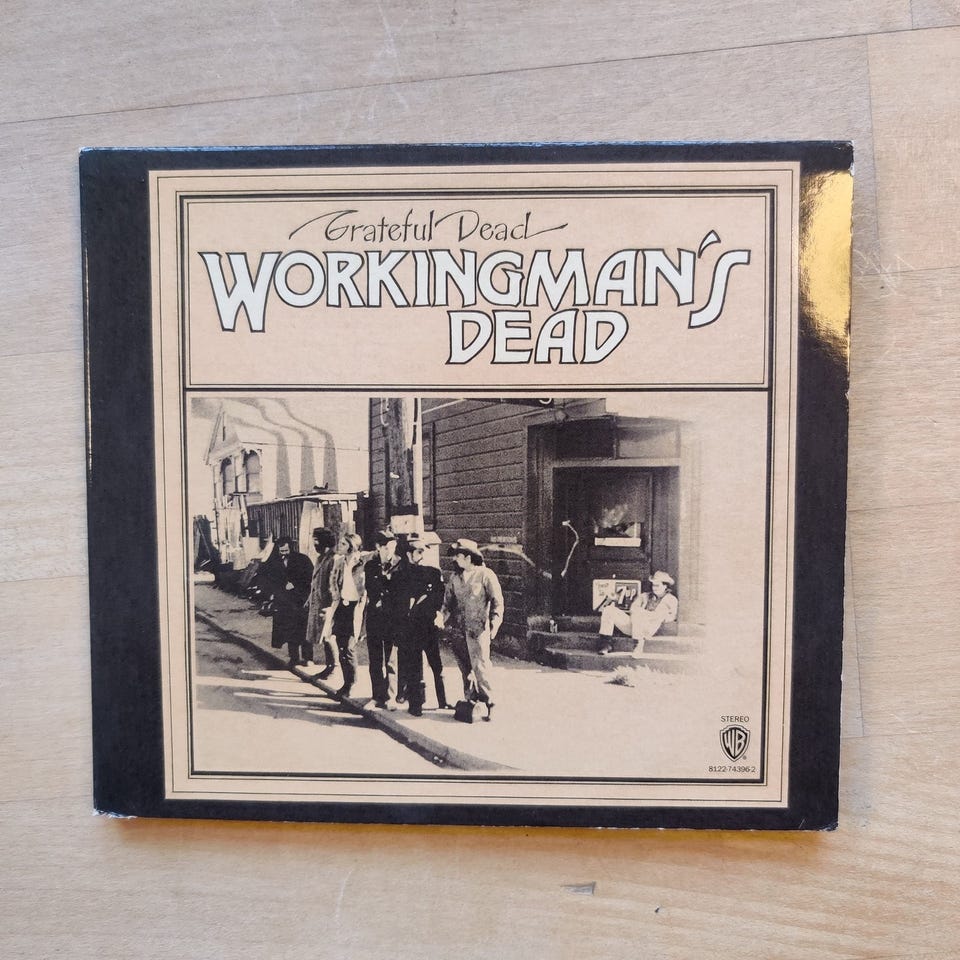 Grateful Dead
WORKINGMAN'S
DEAD
7up
STEREO
WB
8122-74396-2